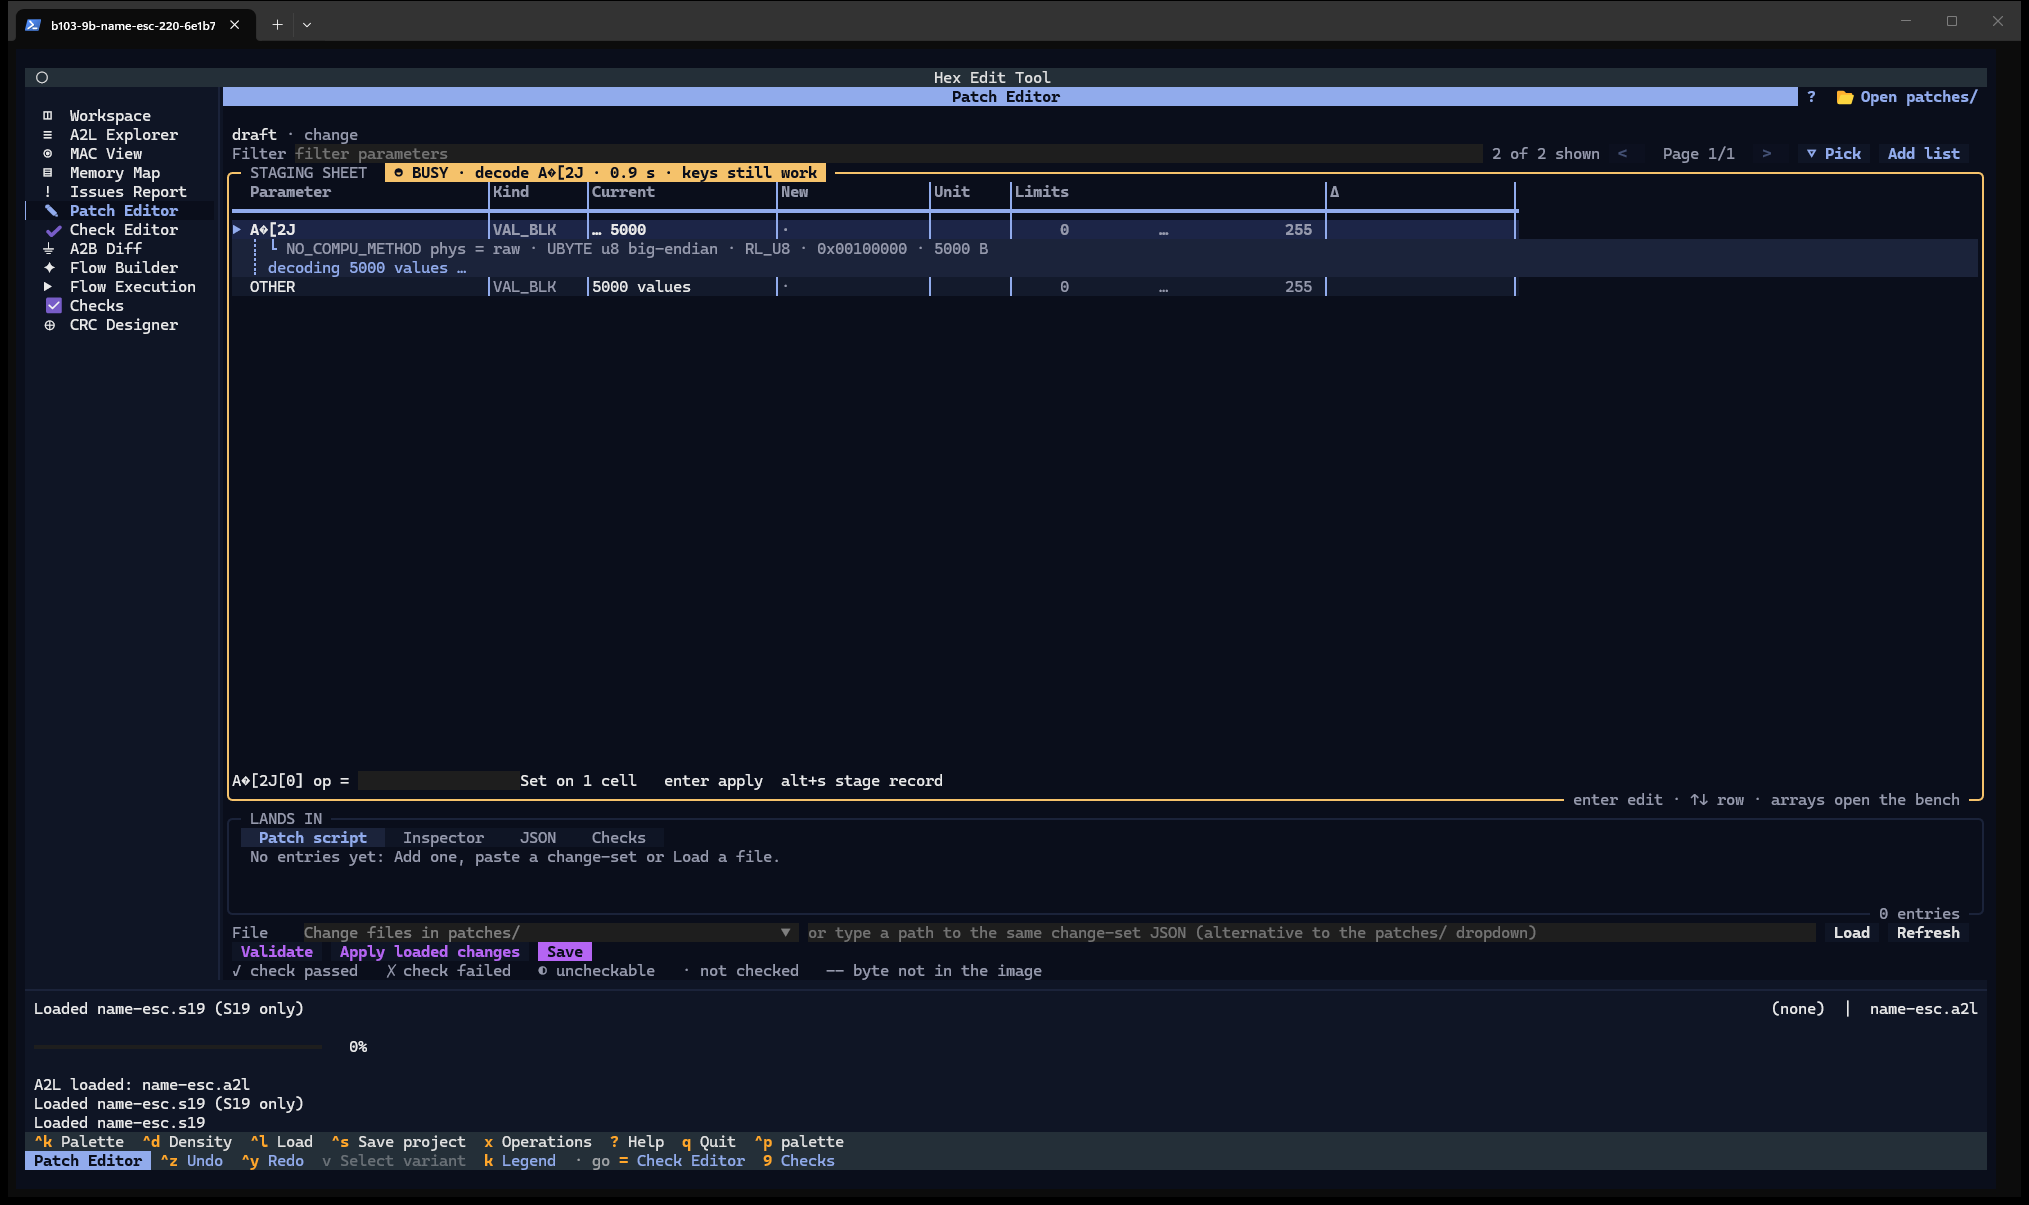 b103-9b-name-esc-220-6e1b7
Hex Edit Tool
Patch Editor ? Open patches/
Workspace
A2L Explorer
MAC View
Memory Map
! Issues Report
Patch Editor
Check Editor
A2B Diff
Flow Builder
Flow Execution
Checks
CRC Designer
draft · change
Filter filter parameters 2 of 2 shown < Page 1/1 > ▽ Pick Add list
STAGING SHEET BUSY · decode A�[2J · 0.9 s · keys still work
Parameter Kind Current New Unit Limits Δ
A�[2J VAL_BLK … 5000 · 0 … 255
└ NO_COMPU_METHOD phys = raw · UBYTE u8 big-endian · RL_U8 · 0x00100000 · 5000 B
decoding 5000 values …
OTHER VAL_BLK 5000 values · 0 … 255
A�[2J[0] op = Set on 1 cell enter apply alt+s stage record
enter edit · ↑↓ row · arrays open the bench
LANDS IN
Patch script Inspector JSON Checks
No entries yet: Add one, paste a change-set or Load a file.
0 entries
File Change files in patches/ ▼ or type a path to the same change-set JSON (alternative to the patches/ dropdown) Load Refresh
Validate Apply loaded changes Save
√ check passed ╳ check failed ◐ uncheckable · not checked -- byte not in the image
Loaded name-esc.s19 (S19 only) (none) │ name-esc.a2l
0%
A2L loaded: name-esc.a2l
Loaded name-esc.s19 (S19 only)
Loaded name-esc.s19
^k Palette ^d Density ^l Load ^s Save project x Operations ? Help q Quit ^p palette
Patch Editor ^z Undo ^y Redo v Select variant k Legend · go = Check Editor 9 Checks